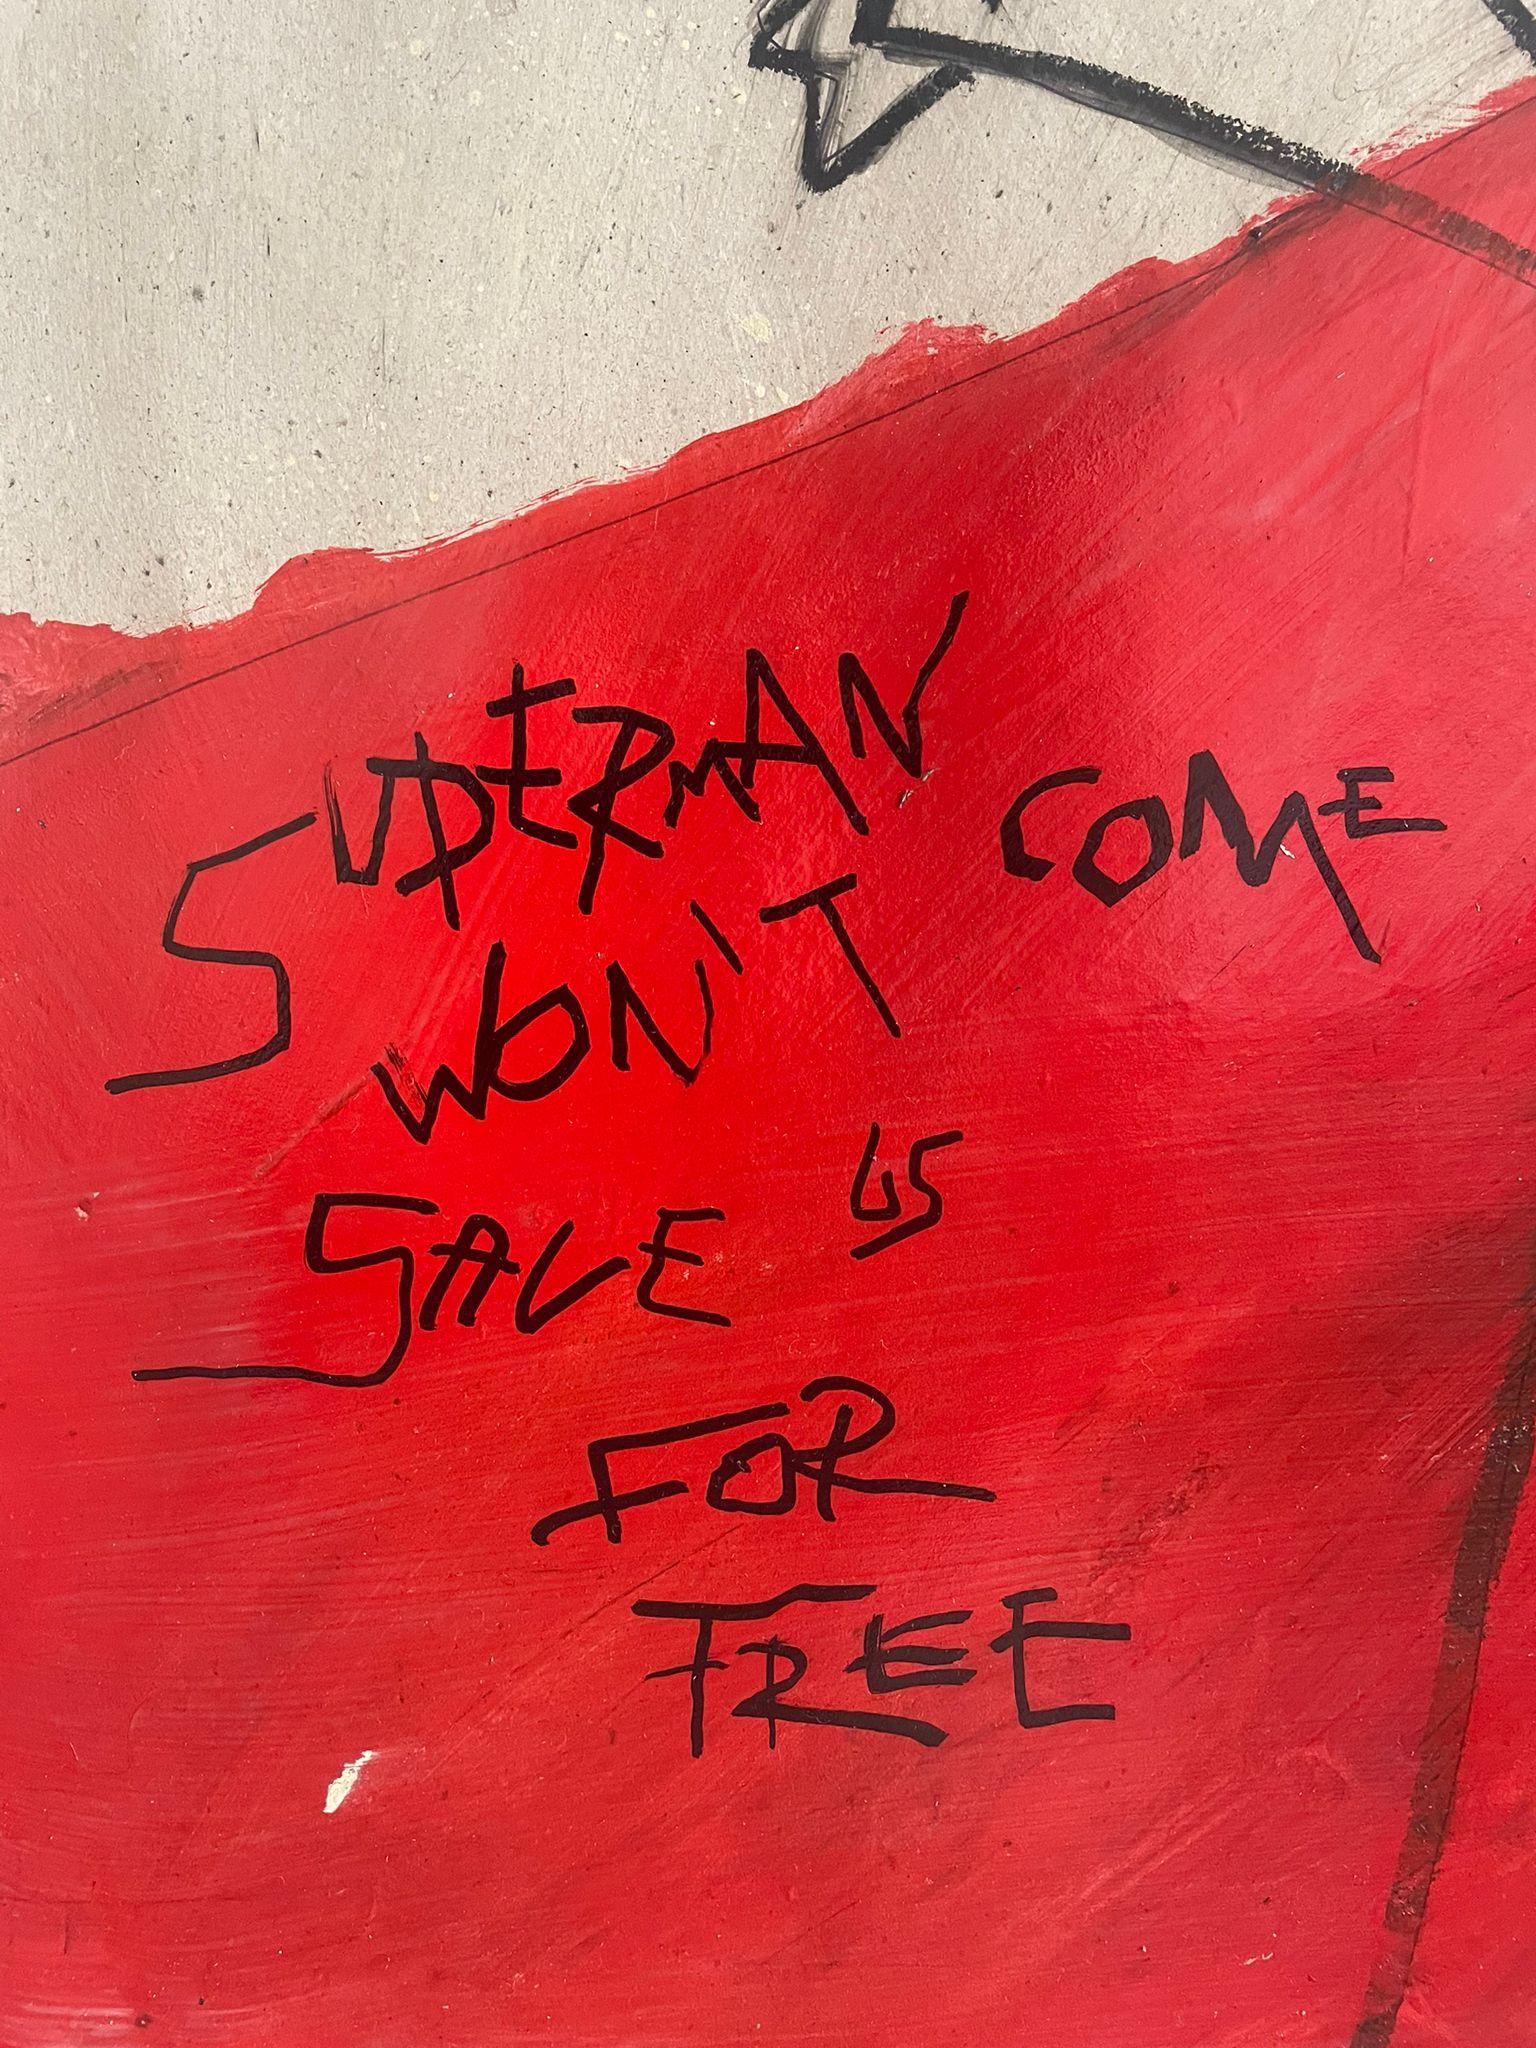 SUPERMAN
WON'T COME
SAVE US
FOR
FREE